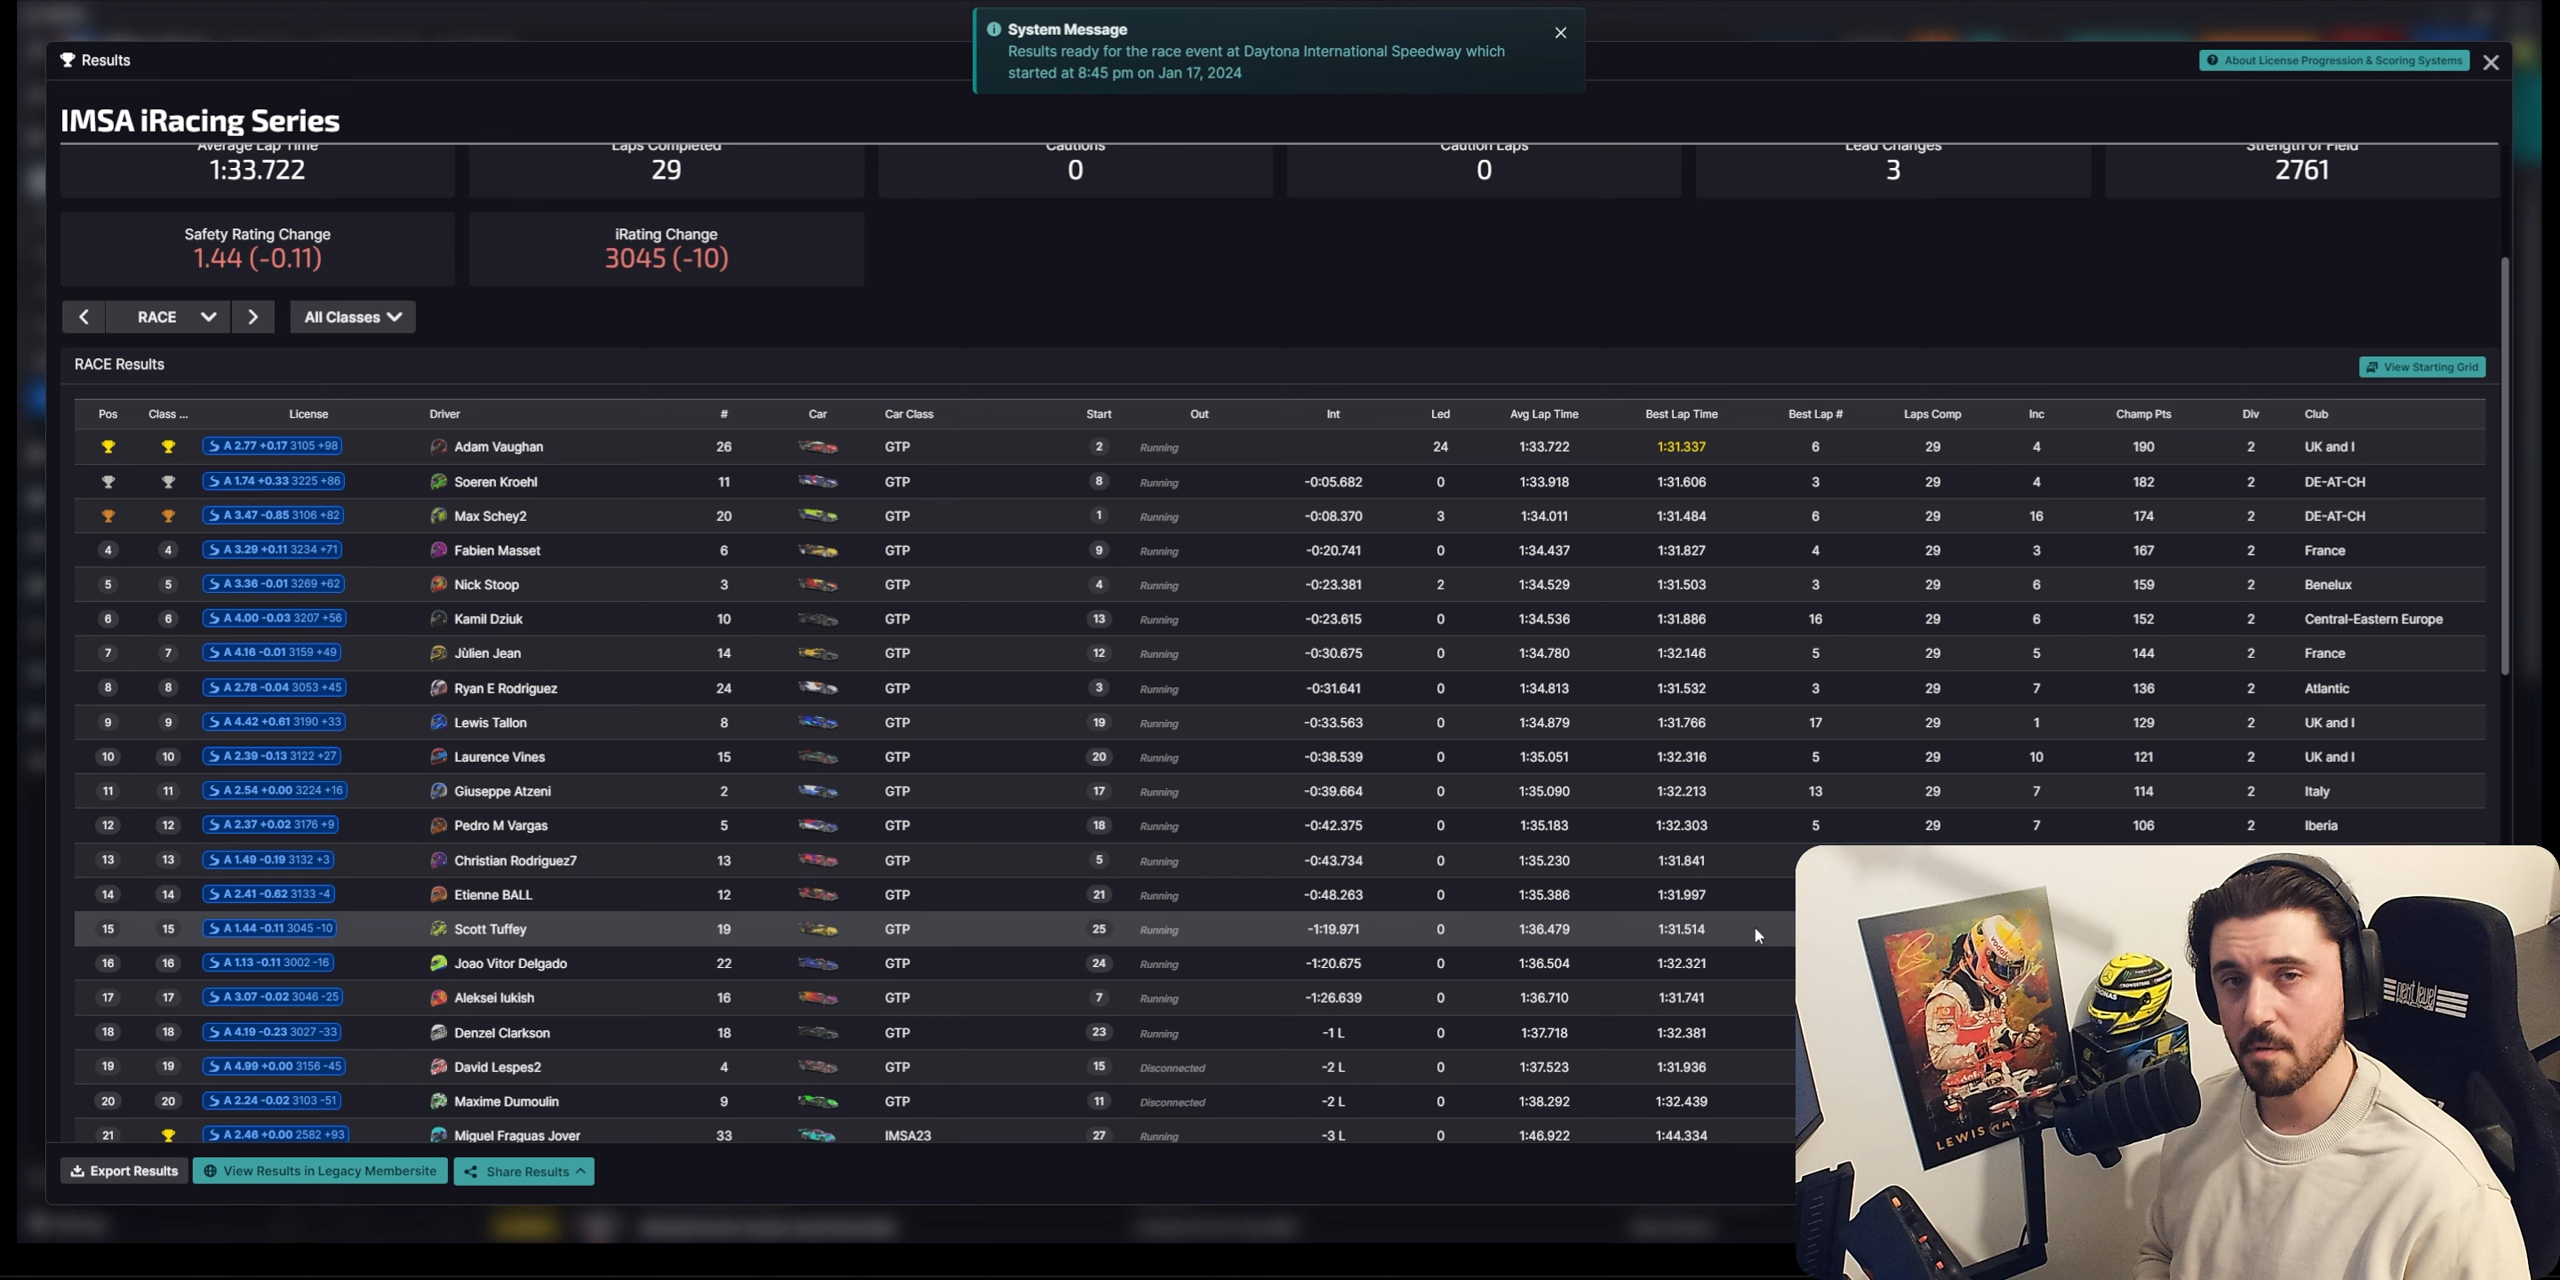 System Message
Results ready for the race event at Daytona International Speedway which
started at 8:45 pm on Jan 17, 2024
Results
About License Progression & Scoring Systems
IMSA iRacing Series
Average Lap Time Laps Completed Cautions Caution Laps Lead Changes Strength of Field
1:33.722 29 0 0 3 2761
Safety Rating Change iRating Change
1.44 (-0.11) 3045 (-10)
RACE All Classes
RACE Results View Starting Grid
Pos Class ... License Driver # Car Car Class Start Out Int Led Avg Lap Time Best Lap Time Best Lap # Laps Comp Inc Champ Pts Div Club
A 2.77 +0.17 3105 +98 Adam Vaughan 26 GTP 2 Running 24 1:33.722 1:31.337 6 29 4 190 2 UK and I
A 1.74 +0.33 3225 +86 Soeren Kroehl 11 GTP 8 Running -0:05.682 0 1:33.918 1:31.606 3 29 4 182 2 DE-AT-CH
A 3.47 -0.85 3106 +82 Max Schey2 20 GTP 1 Running -0:08.370 3 1:34.011 1:31.484 6 29 16 174 2 DE-AT-CH
4 4 A 3.29 +0.11 3234 +71 Fabien Masset 6 GTP 9 Running -0:20.741 0 1:34.437 1:31.827 4 29 3 167 2 France
5 5 A 3.36 -0.01 3269 +62 Nick Stoop 3 GTP 4 Running -0:23.381 2 1:34.529 1:31.503 3 29 6 159 2 Benelux
6 6 A 4.00 -0.03 3207 +56 Kamil Dziuk 10 GTP 13 Running -0:23.615 0 1:34.536 1:31.886 16 29 6 152 2 Central-Eastern Europe
7 7 A 4.16 -0.01 3159 +49 Jùlien Jean 14 GTP 12 Running -0:30.675 0 1:34.780 1:32.146 5 29 5 144 2 France
8 8 A 2.78 -0.04 3053 +45 Ryan E Rodriguez 24 GTP 3 Running -0:31.641 0 1:34.813 1:31.532 3 29 7 136 2 Atlantic
9 9 A 4.42 +0.61 3190 +33 Lewis Tallon 8 GTP 19 Running -0:33.563 0 1:34.879 1:31.766 17 29 1 129 2 UK and I
10 10 A 2.39 -0.13 3122 +27 Laurence Vines 15 GTP 20 Running -0:38.539 0 1:35.051 1:32.316 5 29 10 121 2 UK and I
11 11 A 2.54 +0.00 3224 +16 Giuseppe Atzeni 2 GTP 17 Running -0:39.664 0 1:35.090 1:32.213 13 29 7 114 2 Italy
12 12 A 2.37 +0.02 3176 +9 Pedro M Vargas 5 GTP 18 Running -0:42.375 0 1:35.183 1:32.303 5 29 7 106 2 Iberia
13 13 A 1.49 -0.19 3132 +3 Christian Rodriguez7 13 GTP 5 Running -0:43.734 0 1:35.230 1:31.841
14 14 A 2.41 -0.62 3133 -4 Etienne BALL 12 GTP 21 Running -0:48.263 0 1:35.386 1:31.997
15 15 A 1.44 -0.11 3045 -10 Scott Tuffey 19 GTP 25 Running -1:19.971 0 1:36.479 1:31.514
16 16 A 1.13 -0.11 3002 -16 Joao Vitor Delgado 22 GTP 24 Running -1:20.675 0 1:36.504 1:32.321
17 17 A 3.07 -0.02 3046 -25 Aleksei Iukish 16 GTP 7 Running -1:26.639 0 1:36.710 1:31.741
18 18 A 4.19 -0.23 3027 -33 Denzel Clarkson 18 GTP 23 Running -1 L 0 1:37.718 1:32.381
19 19 A 4.99 +0.00 3156 -45 David Lespes2 4 GTP 15 Disconnected -2 L 0 1:37.523 1:31.936
20 20 A 2.24 -0.02 3103 -51 Maxime Dumoulin 9 GTP 11 Disconnected -2 L 0 1:38.292 1:32.439
21 A 2.46 +0.00 2582 +93 Miguel Fraguas Jover 33 IMSA23 27 Running -3 L 0 1:46.922 1:44.334
Export Results View Results in Legacy Membersite Share Results
next level
LEWIS